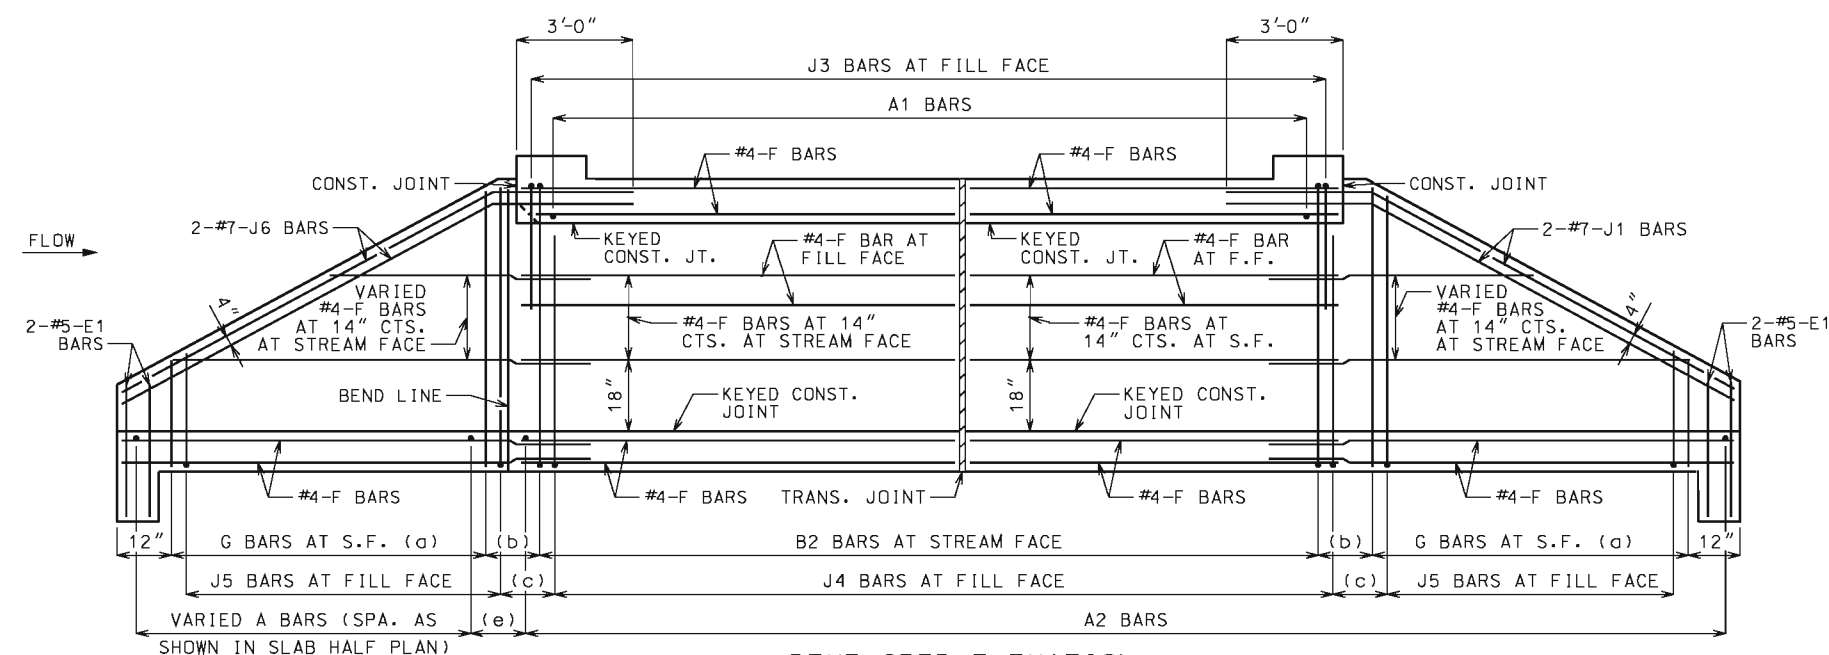 3'-0"
3'-0"
J3 BARS AT FILL FACE
A1 BARS
#4-F BARS
#4-F BARS
CONST. JOINT
CONST. JOINT
FLOW
2-#7-J6 BARS
KEYED
CONST. JT.
#4-F BAR AT
FILL FACE
KEYED
CONST. JT.
#4-F BAR
AT F.F.
2-#7-J1 BARS
4"
VARIED
#4-F BARS
AT 14" CTS.
AT STREAM FACE
#4-F BARS AT 14"
CTS. AT STREAM FACE
#4-F BARS AT
14" CTS. AT S.F.
VARIED
#4-F BARS
AT 14" CTS.
AT STREAM FACE
4"
2-#5-E1
BARS
2-#5-E1
BARS
BEND LINE
18"
KEYED CONST.
JOINT
18"
KEYED CONST.
JOINT
#4-F BARS
#4-F BARS
TRANS. JOINT
#4-F BARS
#4-F BARS
12"
G BARS AT S.F. (a)
(b)
B2 BARS AT STREAM FACE
(b)
G BARS AT S.F. (a)
12"
J5 BARS AT FILL FACE
(c)
J4 BARS AT FILL FACE
(c)
J5 BARS AT FILL FACE
VARIED A BARS (SPA. AS
SHOWN IN SLAB HALF PLAN)
(e)
A2 BARS